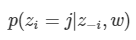 p(z_i = j|z_{-i}, w)